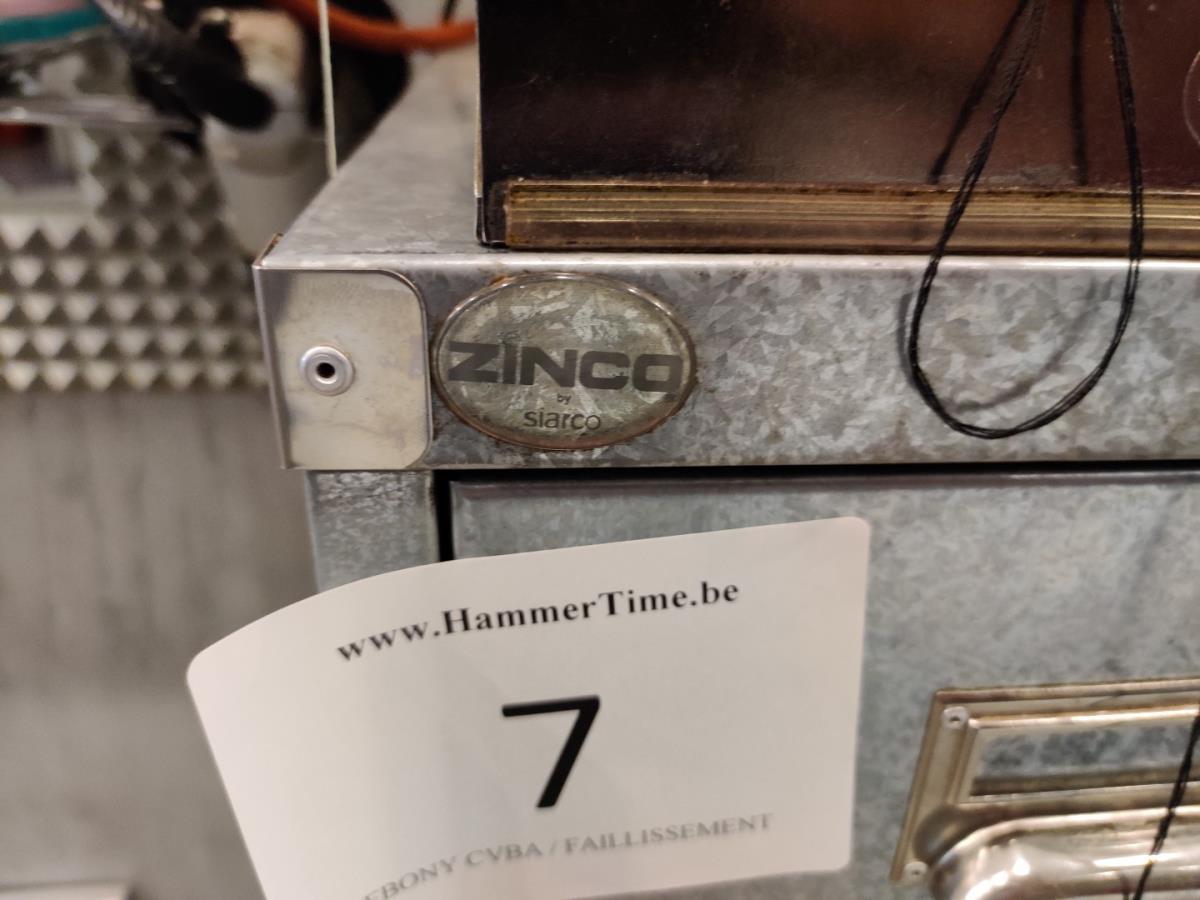 ZINCO
by
siarco
www.HammerTime.be
7
EBONY CVBA / FAILLISSEMENT